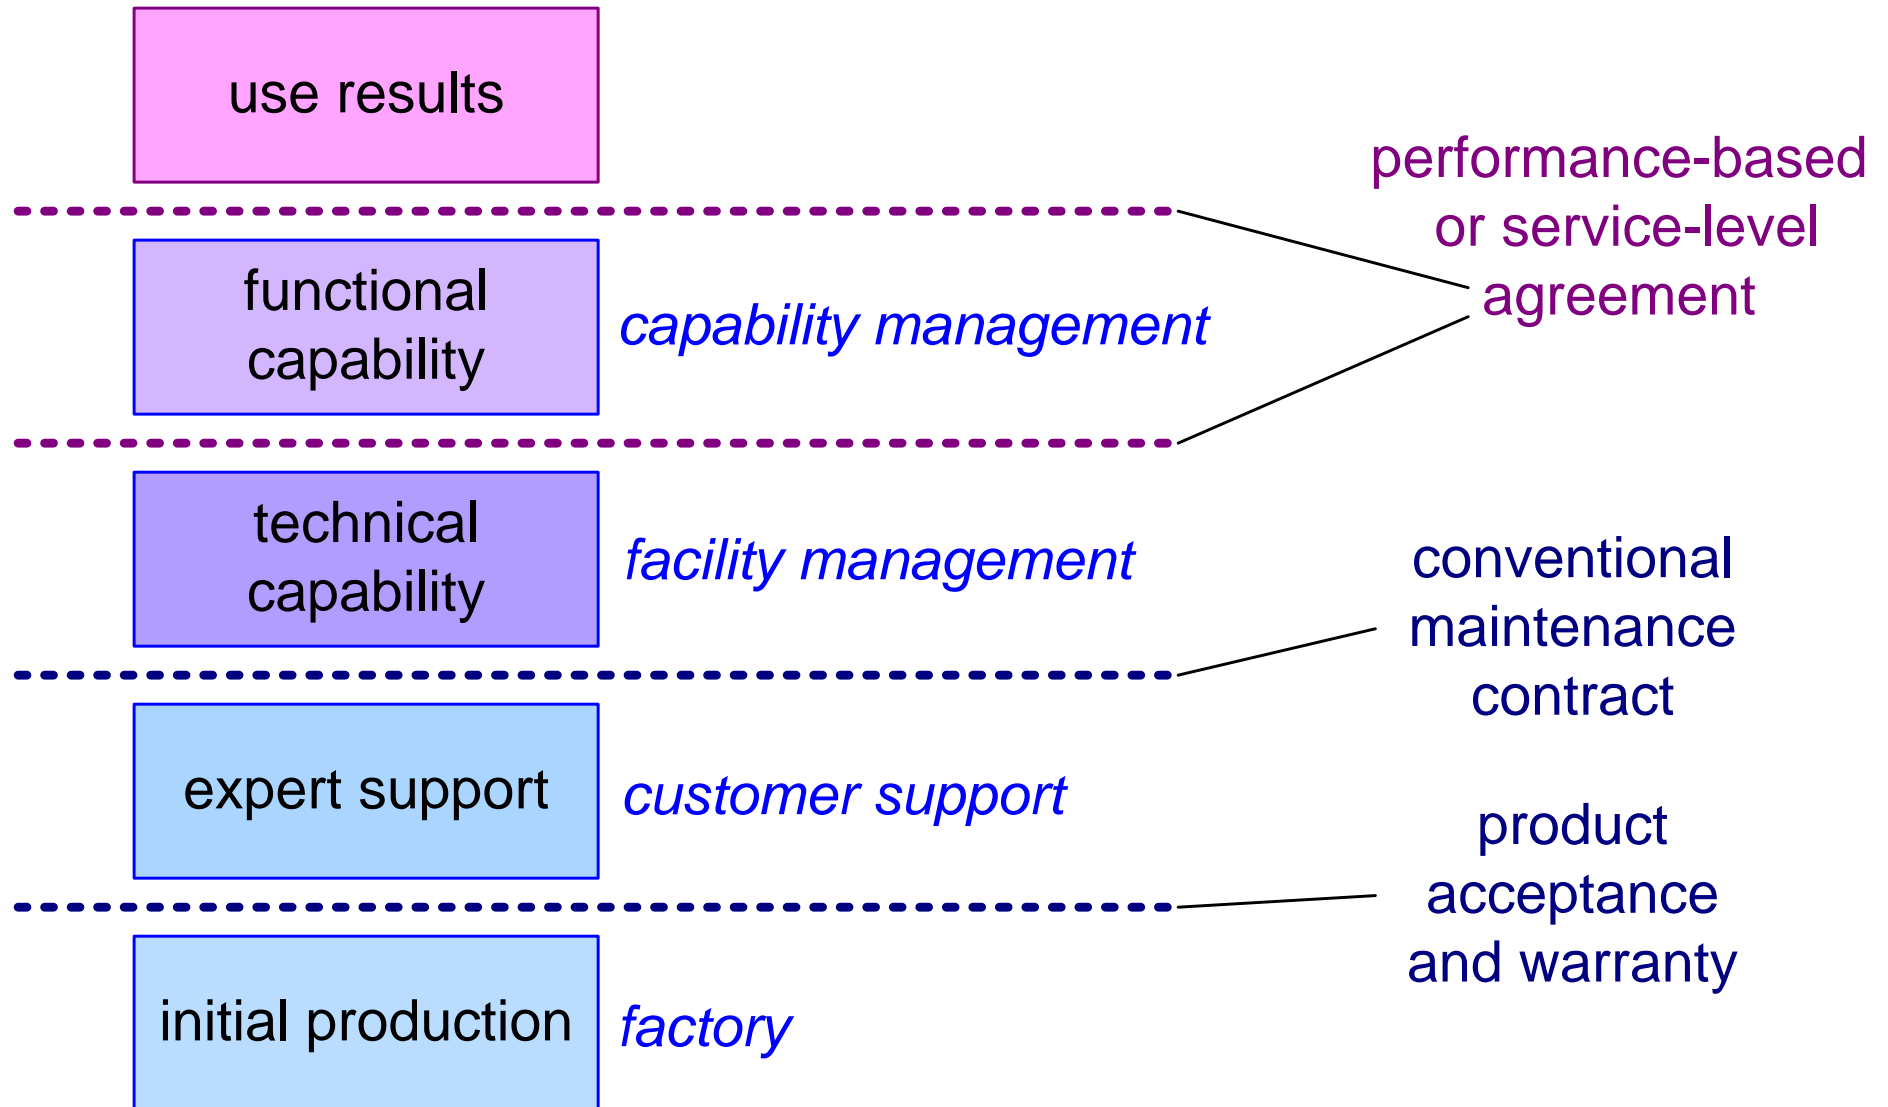 use results
performance-based
or service-level
agreement
functional
capability
capability management
technical
capability
facility management
conventional
maintenance
contract
expert support
customer support
product
acceptance
and warranty
initial production
factory